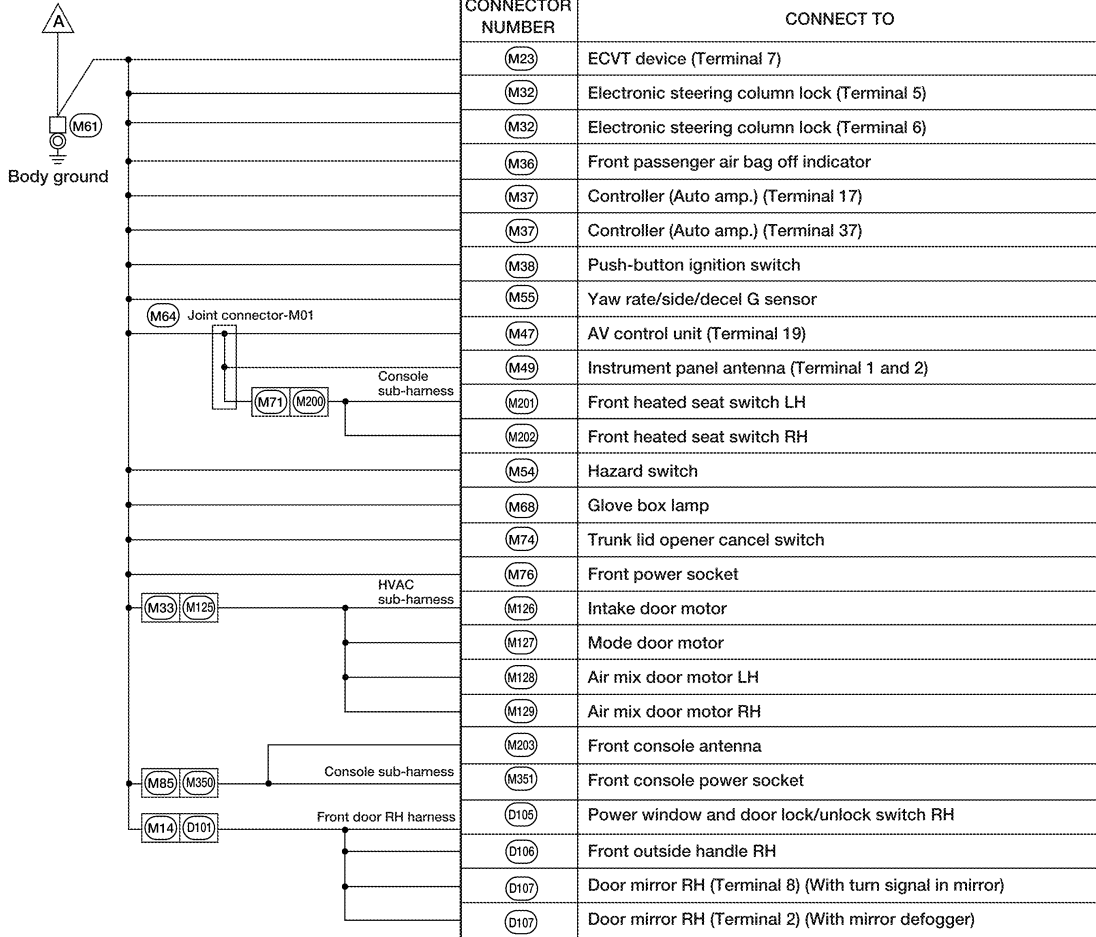 A
CONNECTOR NUMBER
CONNECT TO
M61
Body ground
M23 ECVT device (Terminal 7)
M32 Electronic steering column lock (Terminal 5)
M32 Electronic steering column lock (Terminal 6)
M36 Front passenger air bag off indicator
M37 Controller (Auto amp.) (Terminal 17)
M37 Controller (Auto amp.) (Terminal 37)
M38 Push-button ignition switch
M55 Yaw rate/side/decel G sensor
M64 Joint connector-M01
M47 AV control unit (Terminal 19)
M49 Instrument panel antenna (Terminal 1 and 2)
Console
sub-harness
M71 M200
M201 Front heated seat switch LH
M202 Front heated seat switch RH
M54 Hazard switch
M68 Glove box lamp
M74 Trunk lid opener cancel switch
M76 Front power socket
HVAC
sub-harness
M33 M125
M126 Intake door motor
M127 Mode door motor
M128 Air mix door motor LH
M129 Air mix door motor RH
M203 Front console antenna
Console sub-harness
M85 M350
M351 Front console power socket
Front door RH harness
M14 D101
D105 Power window and door lock/unlock switch RH
D106 Front outside handle RH
D107 Door mirror RH (Terminal 8) (With turn signal in mirror)
D107 Door mirror RH (Terminal 2) (With mirror defogger)